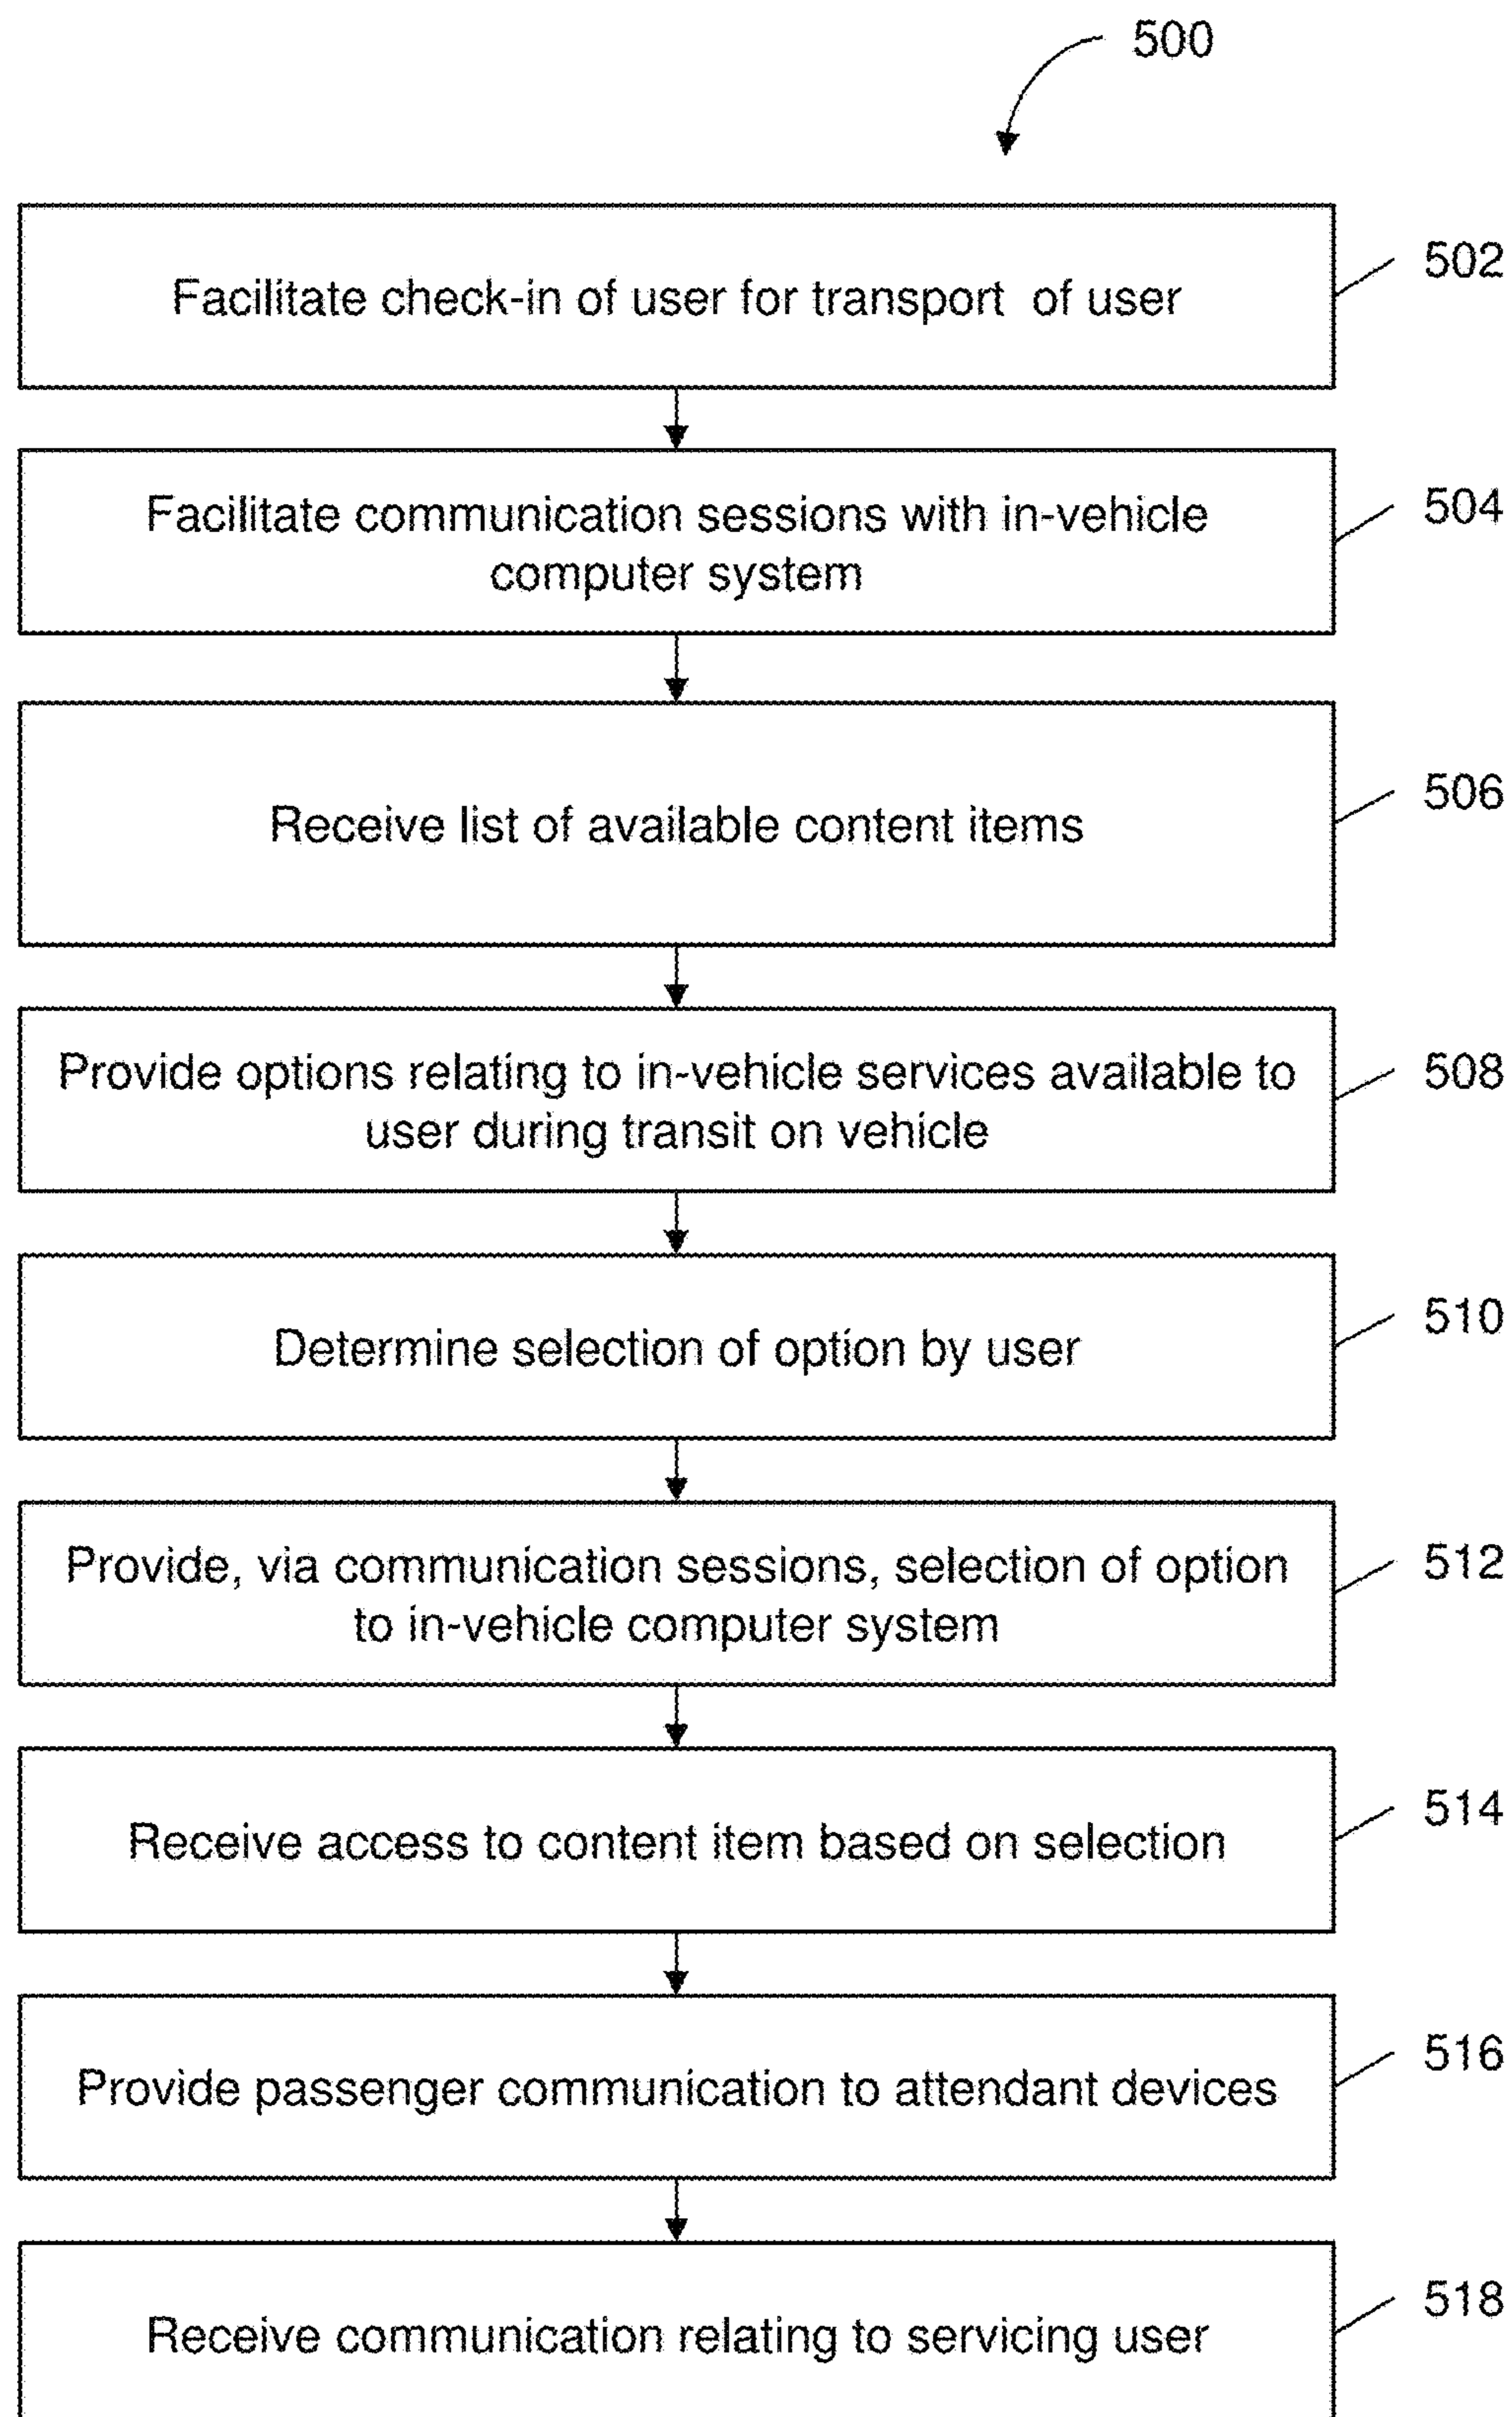 500
Facilitate check-in of user for transport of user
502
Facilitate communication sessions with in-vehicle
computer system
504
Receive list of available content items
506
Provide options relating to in-vehicle services available to
user during transit on vehicle
508
Determine selection of option by user
510
Provide, via communication sessions, selection of option
to in-vehicle computer system
512
Receive access to content item based on selection
514
Provide passenger communication to attendant devices
516
Receive communication relating to servicing user
518